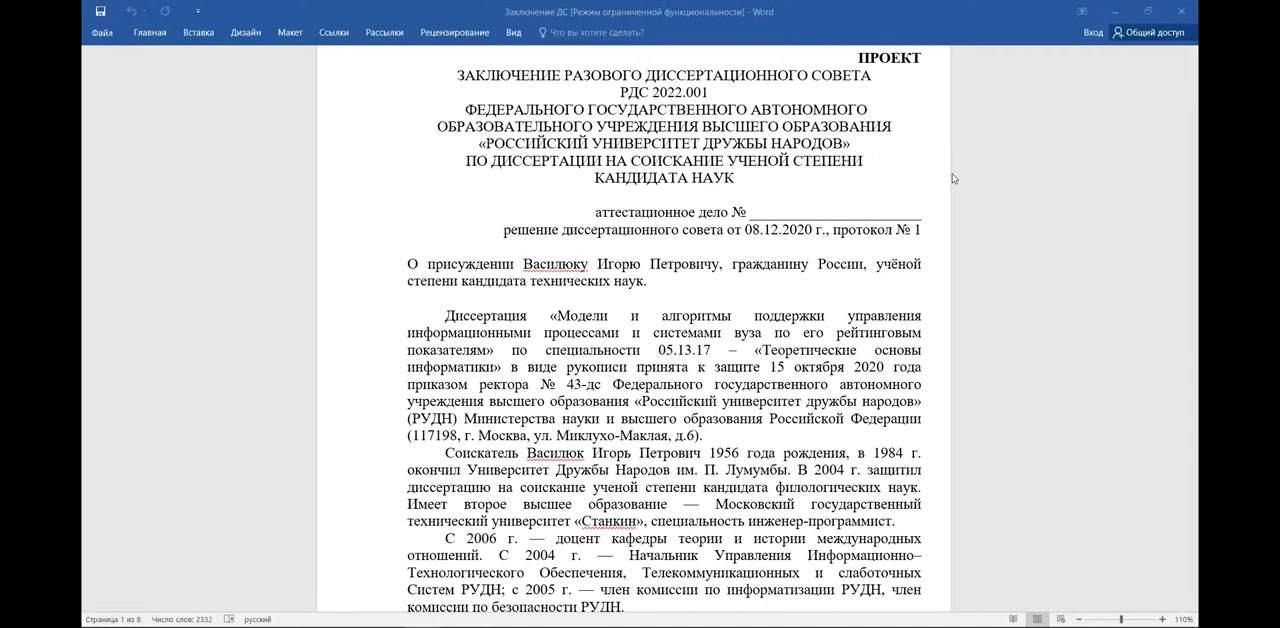 Заключение ДС [Режим ограниченной функциональности] - Word
Файл Главная Вставка Дизайн Макет Ссылки Рассылки Рецензирование Вид Что вы хотите сделать? Вход Общий доступ
ПРОЕКТ
ЗАКЛЮЧЕНИЕ РАЗОВОГО ДИССЕРТАЦИОННОГО СОВЕТА
РДС 2022.001
ФЕДЕРАЛЬНОГО ГОСУДАРСТВЕННОГО АВТОНОМНОГО
ОБРАЗОВАТЕЛЬНОГО УЧРЕЖДЕНИЯ ВЫСШЕГО ОБРАЗОВАНИЯ
«РОССИЙСКИЙ УНИВЕРСИТЕТ ДРУЖБЫ НАРОДОВ»
ПО ДИССЕРТАЦИИ НА СОИСКАНИЕ УЧЕНОЙ СТЕПЕНИ
КАНДИДАТА НАУК
аттестационное дело № _______________________
решение диссертационного совета от 08.12.2020 г., протокол № 1
О присуждении Василюку Игорю Петровичу, гражданину России, учёной
степени кандидата технических наук.
Диссертация «Модели и алгоритмы поддержки управления
информационными процессами и системами вуза по его рейтинговым
показателям» по специальности 05.13.17 – «Теоретические основы
информатики» в виде рукописи принята к защите 15 октября 2020 года
приказом ректора № 43-дс Федерального государственного автономного
учреждения высшего образования «Российский университет дружбы народов»
(РУДН) Министерства науки и высшего образования Российской Федерации
(117198, г. Москва, ул. Миклухо-Маклая, д.6).
Соискатель Василюк Игорь Петрович 1956 года рождения, в 1984 г.
окончил Университет Дружбы Народов им. П. Лумумбы. В 2004 г. защитил
диссертацию на соискание ученой степени кандидата филологических наук.
Имеет второе высшее образование — Московский государственный
технический университет «Станкин», специальность инженер-программист.
С 2006 г. — доцент кафедры теории и истории международных
отношений. С 2004 г. — Начальник Управления Информационно–
Технологического Обеспечения, Телекоммуникационных и слаботочных
Систем РУДН; с 2005 г. — член комиссии по информатизации РУДН, член
комиссии по безопасности РУДН.
Страница 1 из 8 Число слов: 2332 русский 110%